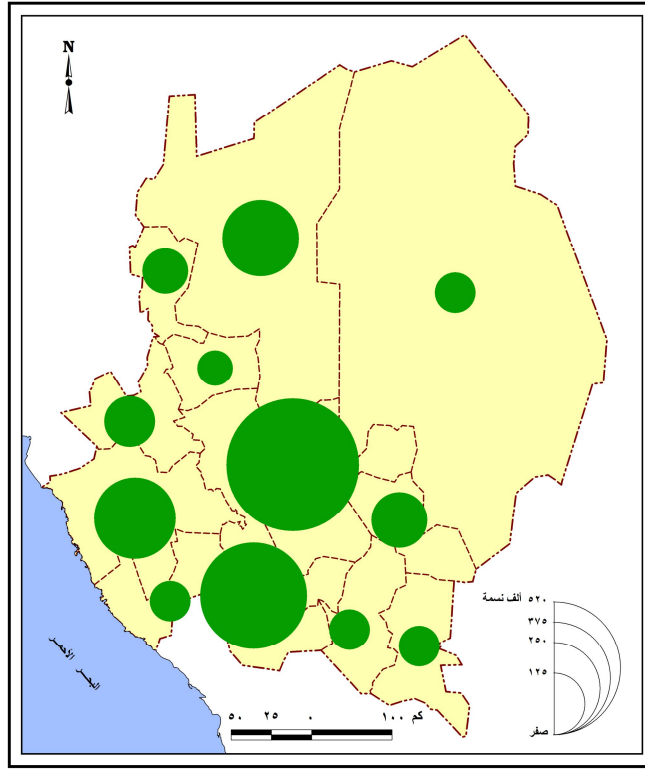 N
٥٢٠ ألف نسمة
٣٧٥
٢٥٠
١٢٥
صفر
البحر الأحمر
٥٠ ٢٥ ٠ ١٠٠ كم